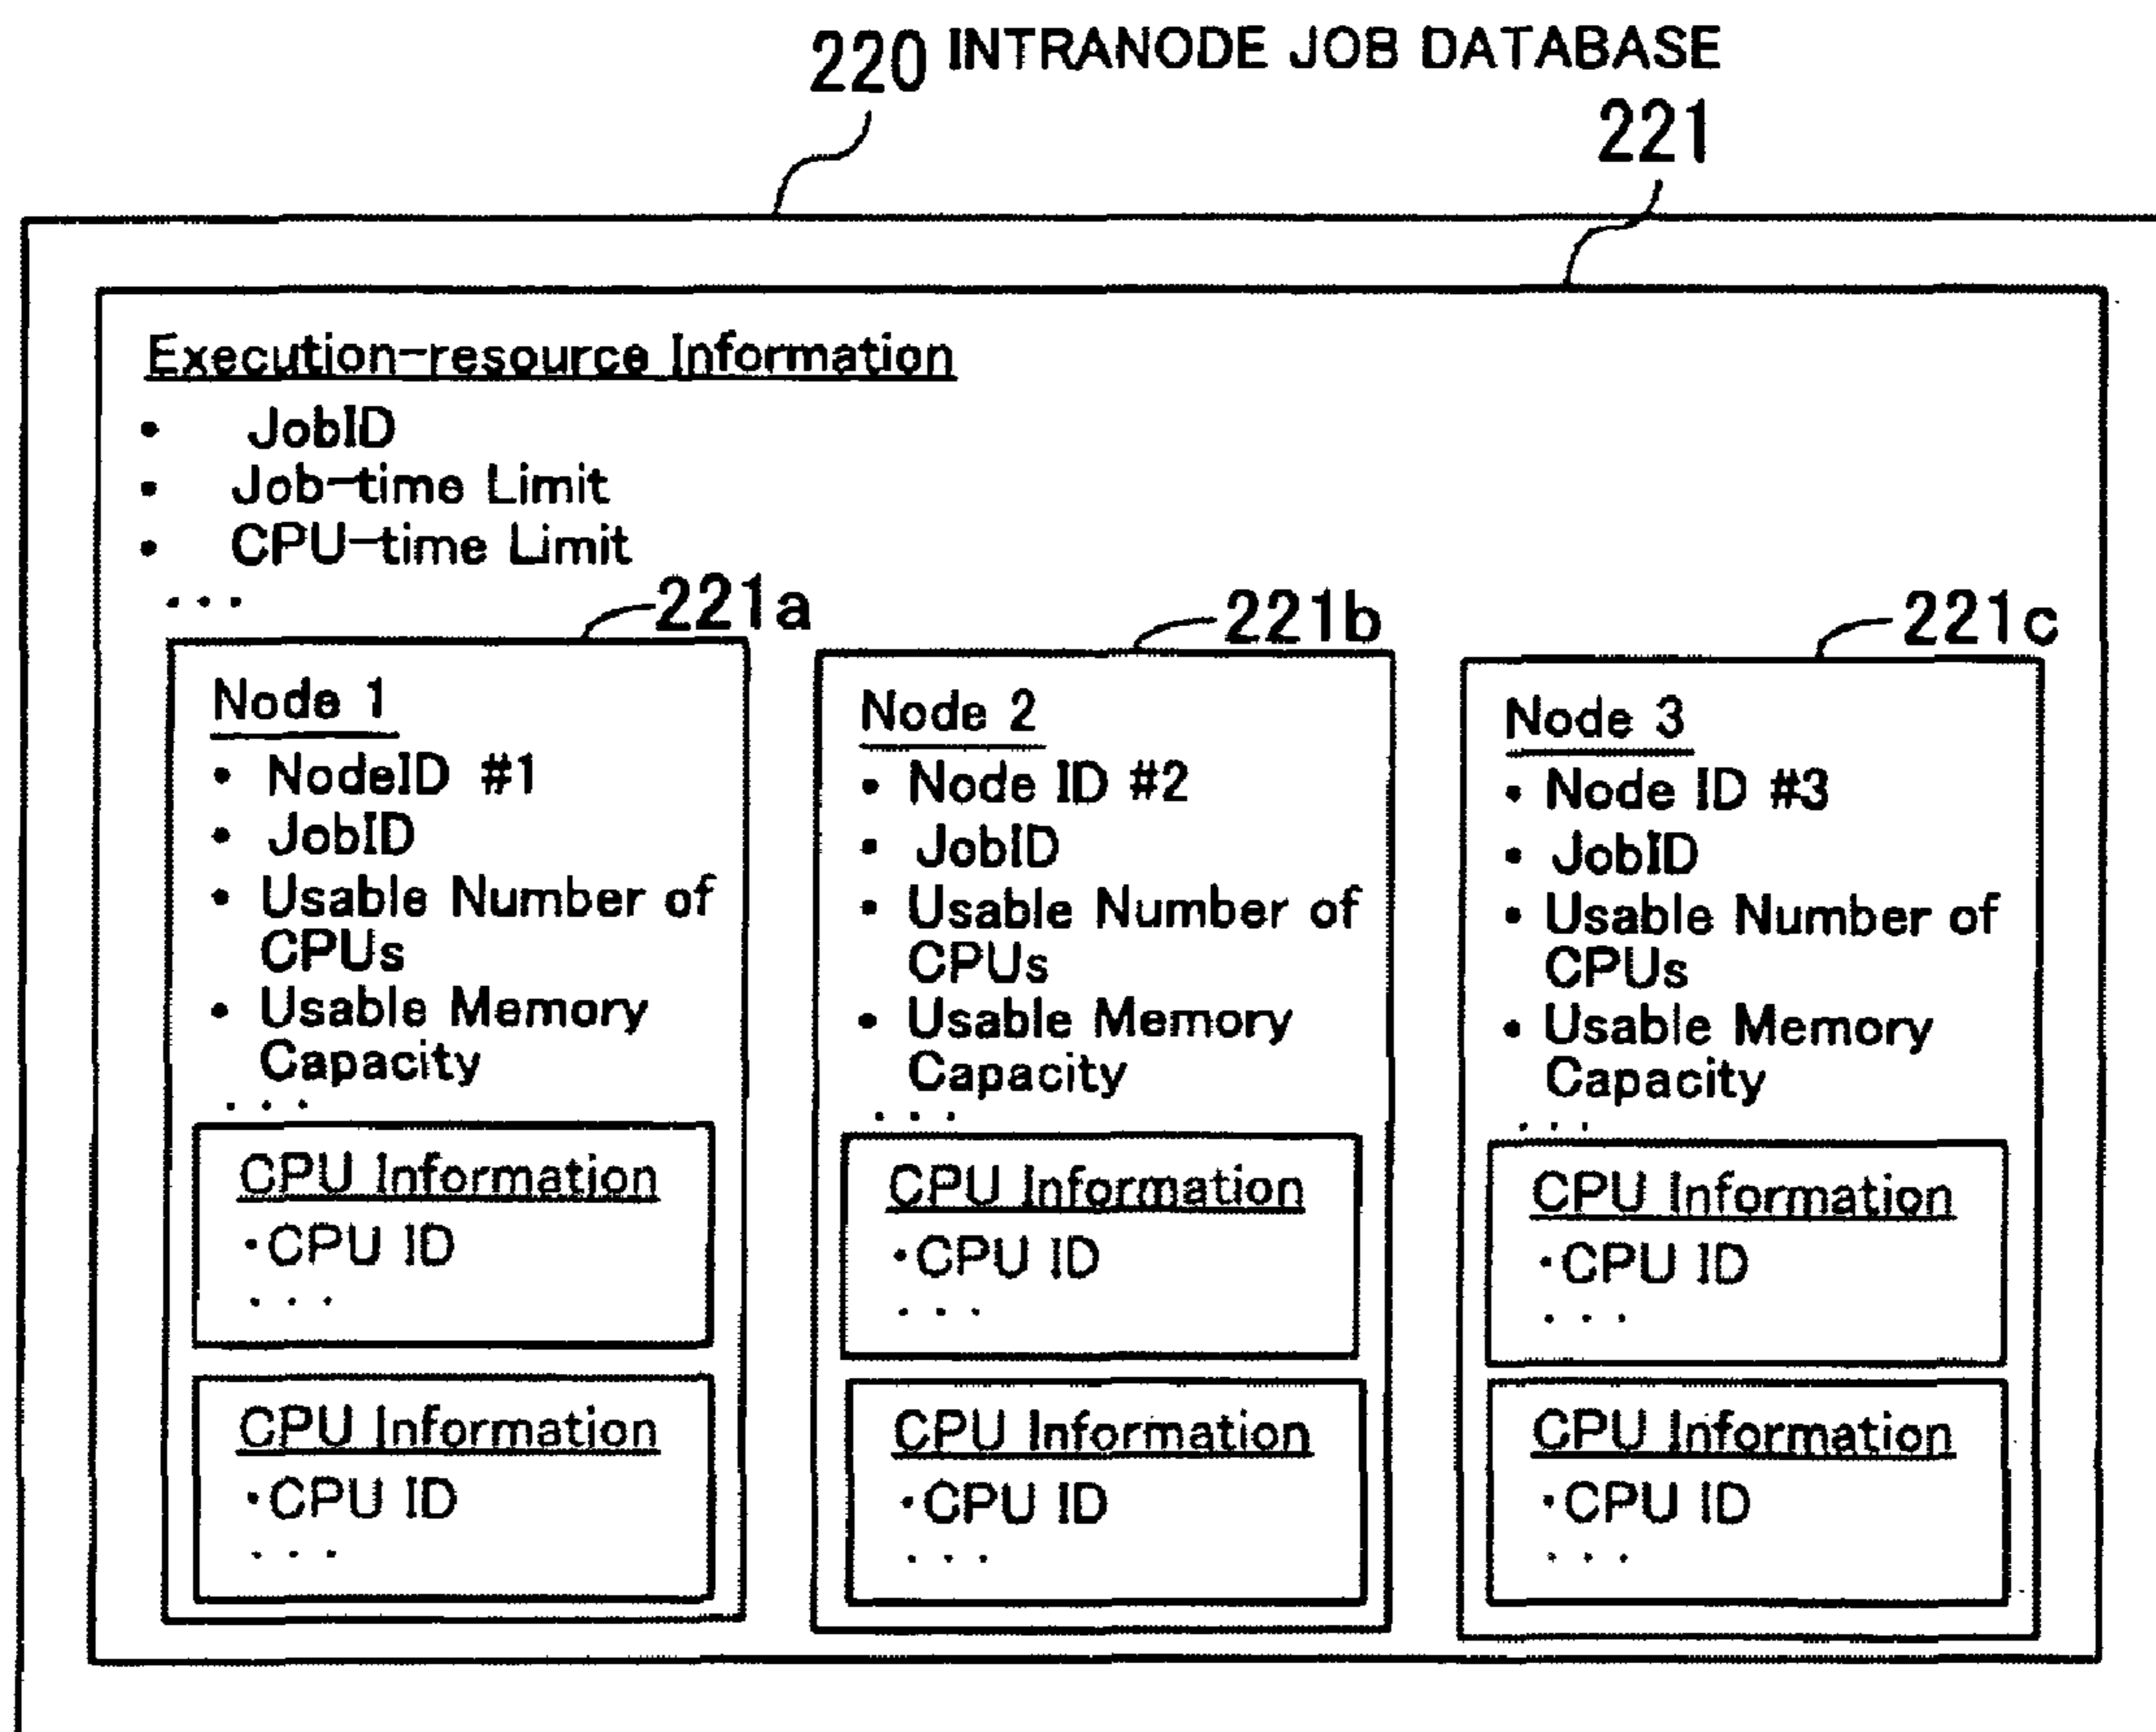 220 INTRANODE JOB DATABASE
221
Execution-resource Information
• JobID
• Job-time Limit
• CPU-time Limit
...
221a
Node 1
• NodeID #1
• JobID
• Usable Number of
CPUs
• Usable Memory
Capacity
...
CPU Information
・CPU ID
...
CPU Information
・CPU ID
...
221b
Node 2
• Node ID #2
• JobID
• Usable Number of
CPUs
• Usable Memory
Capacity
...
CPU Information
・CPU ID
...
CPU Information
・CPU ID
...
221c
Node 3
• Node ID #3
• JobID
• Usable Number of
CPUs
• Usable Memory
Capacity
...
CPU Information
・CPU ID
...
CPU Information
・CPU ID
...